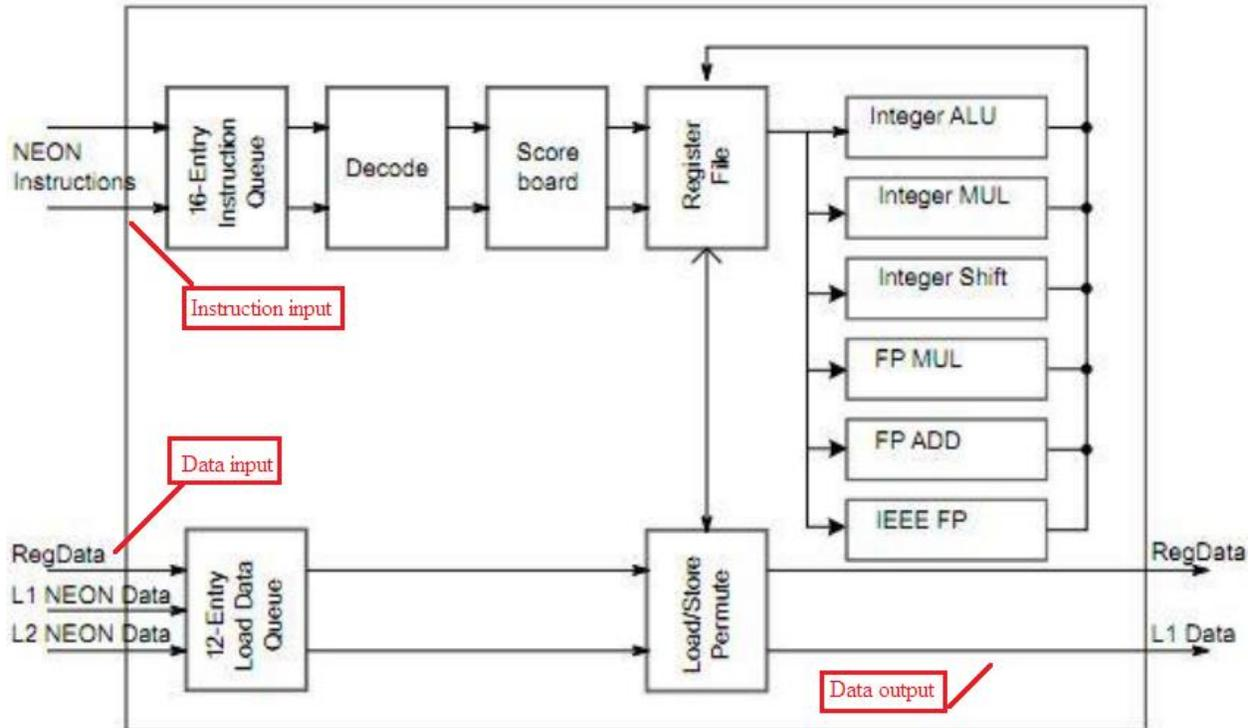 NEON
Instructions
16-Entry
Instruction
Queue
Decode
Score
board
Register
File
Integer ALU
Integer MUL
Integer Shift
FP MUL
FP ADD
IEEE FP
Instruction input
Data input
RegData
L1 NEON Data
L2 NEON Data
12-Entry
Load Data
Queue
Load/Store
Permute
RegData
L1 Data
Data output